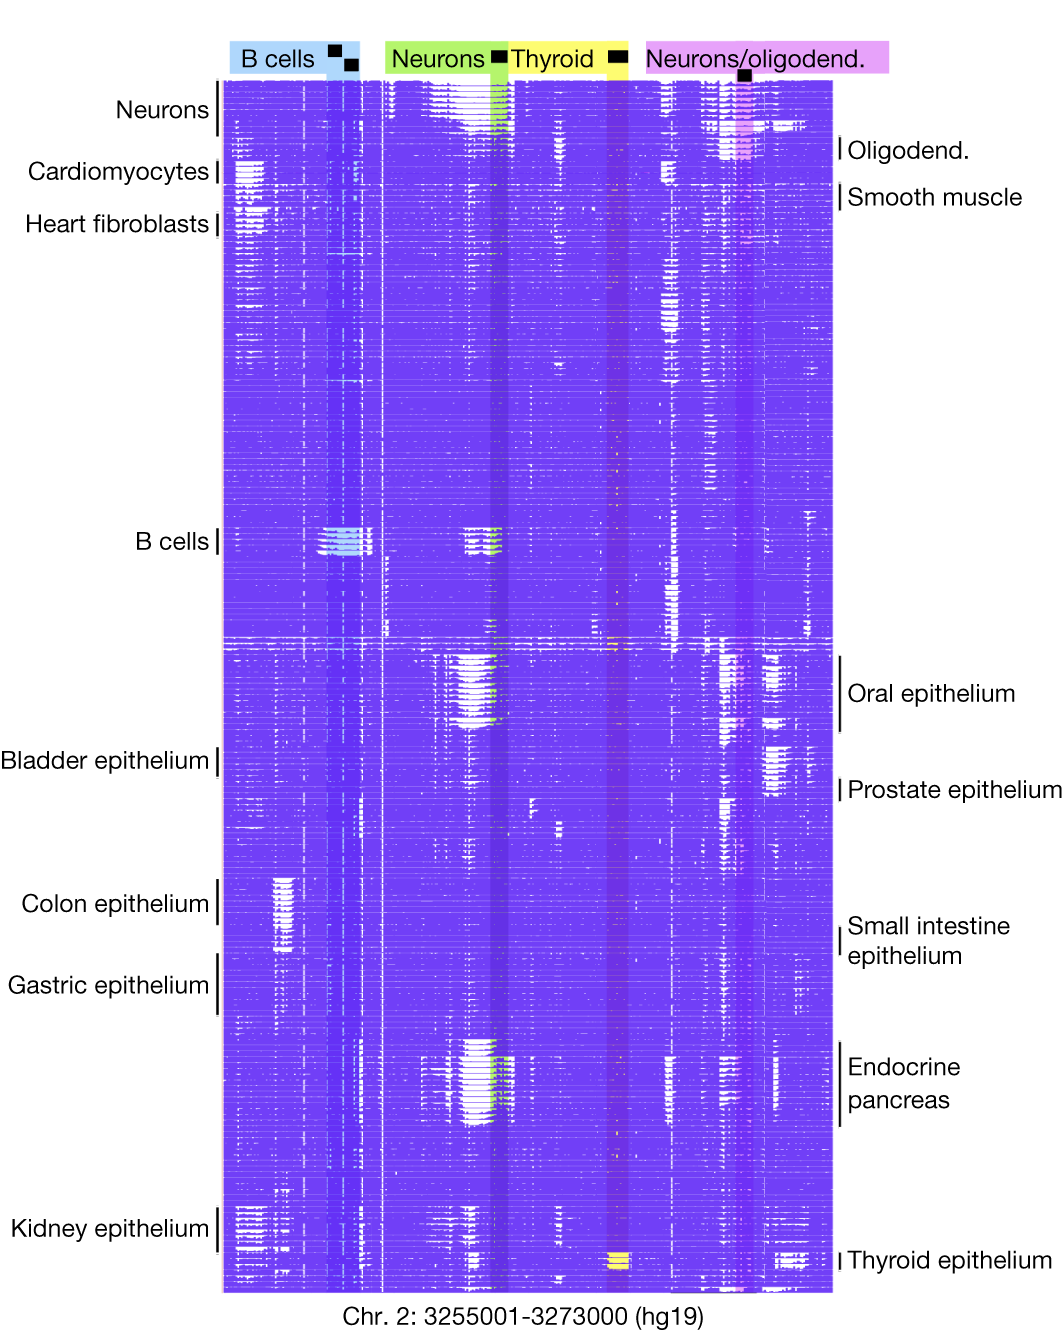 B cells Neurons Thyroid Neurons/oligodend.
Neurons
Oligodend.
Cardiomyocytes
Smooth muscle
Heart fibroblasts
B cells
Oral epithelium
Bladder epithelium
Prostate epithelium
Colon epithelium
Small intestine
epithelium
Gastric epithelium
Endocrine
pancreas
Kidney epithelium
Thyroid epithelium
Chr. 2: 3255001-3273000 (hg19)